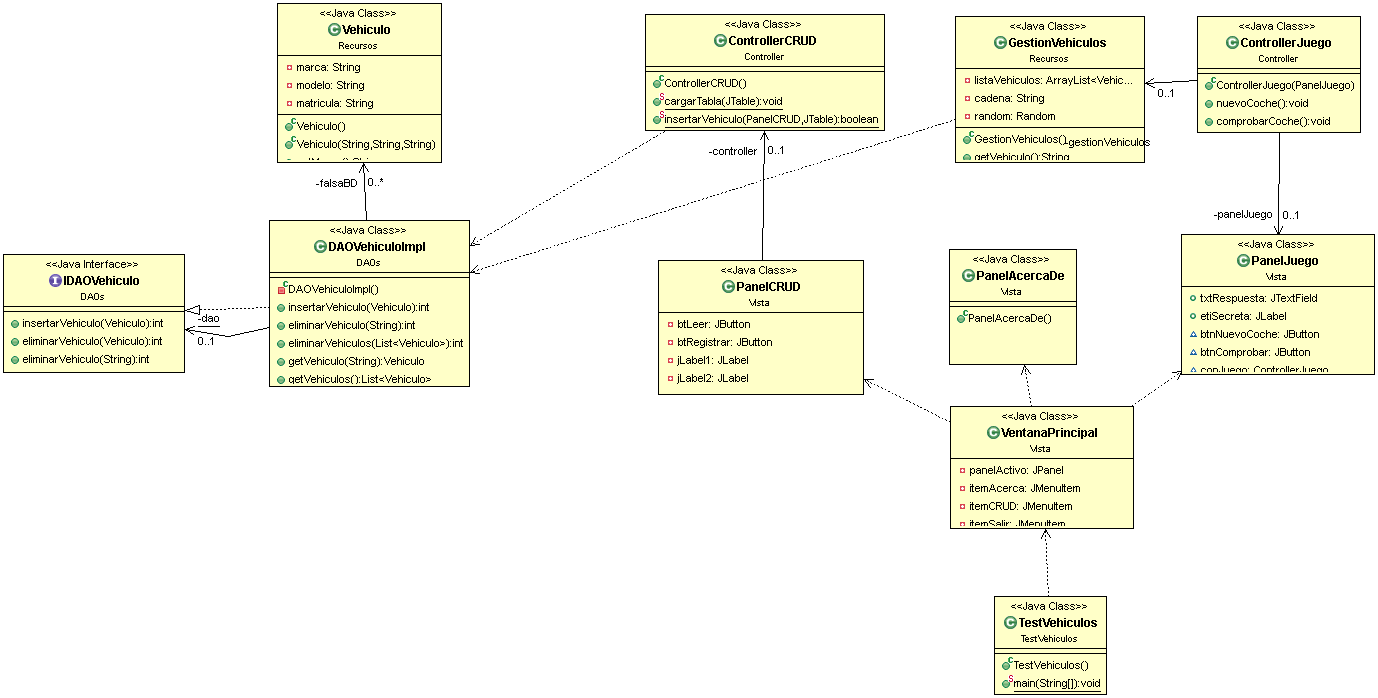 <<Java Class>>
Vehiculo
Recursos
marca: String
modelo: String
matricula: String
Vehiculo()
Vehiculo(String,String,String)
<<Java Class>>
ControllerCRUD
Controller
ControllerCRUD()
cargarTabla(JTable):void
insertarVehiculo(PanelCRUD,JTable):boolean
<<Java Class>>
GestionVehiculos
Recursos
listaVehiculos: ArrayList<Vehic...
cadena: String
random: Random
GestionVehiculos()
getVehiculo():String
-gestionVehiculos
0..1
<<Java Class>>
ControllerJuego
Controller
ControllerJuego(PanelJuego)
nuevoCoche():void
comprobarCoche():void
-falsaBD
0..*
-controller
0..1
-panelJuego
0..1
<<Java Interface>>
IDAOVehiculo
DAOs
insertarVehiculo(Vehiculo):int
eliminarVehiculo(Vehiculo):int
eliminarVehiculo(String):int
-dao
0..1
<<Java Class>>
DAOVehiculoImpl
DAOs
DAOVehiculoImpl()
insertarVehiculo(Vehiculo):int
eliminarVehiculo(String):int
eliminarVehiculos(List<Vehiculo>):int
getVehiculo(String):Vehiculo
getVehiculos():List<Vehiculo>
<<Java Class>>
PanelCRUD
Vista
btLeer: JButton
btRegistrar: JButton
jLabel1: JLabel
jLabel2: JLabel
<<Java Class>>
PanelAcercaDe
Vista
PanelAcercaDe()
<<Java Class>>
PanelJuego
Vista
txtRespuesta: JTextField
etiSecreta: JLabel
btnNuevoCoche: JButton
btnComprobar: JButton
conJuego: ControllerJuego
<<Java Class>>
VentanaPrincipal
Vista
panelActivo: JPanel
itemAcerca: JMenuItem
itemCRUD: JMenuItem
itemSalir: JMenuItem
<<Java Class>>
TestVehiculos
TestVehiculos
TestVehiculos()
main(String[]):void